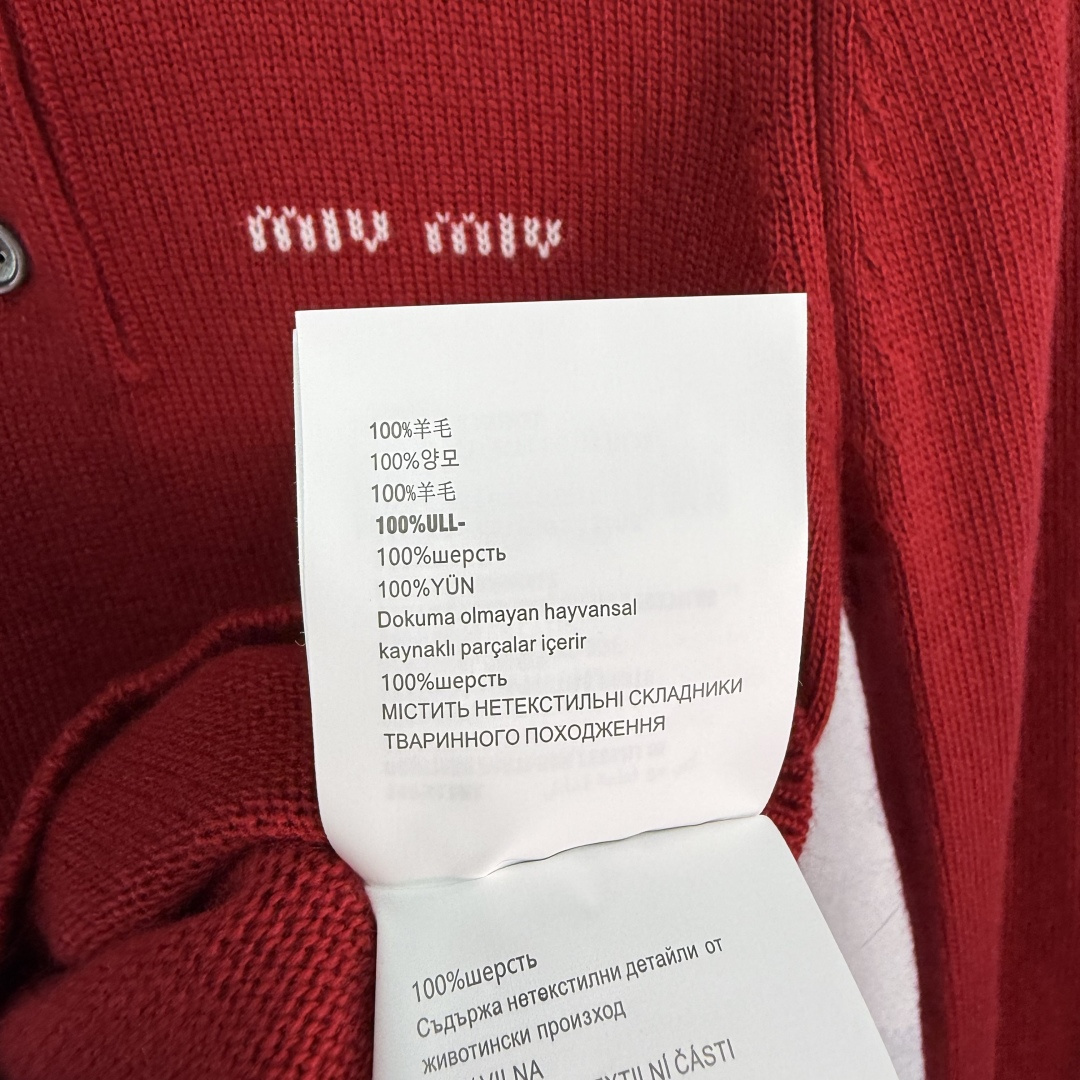 miu miu
100%羊毛
100%양모
100%羊毛
100%ULL-
100%шерсть
100%YÜN
Dokuma olmayan hayvansal
kaynaklı parçalar içerir
100%шерсть
МІСТИТЬ НЕТЕКСТИЛЬНІ СКЛАДНИКИ
ТВАРИННОГО ПОХОДЖЕННЯ
100%шерсть
Съдържа нетекстилни детайли от
животински произход
ČÁSTI